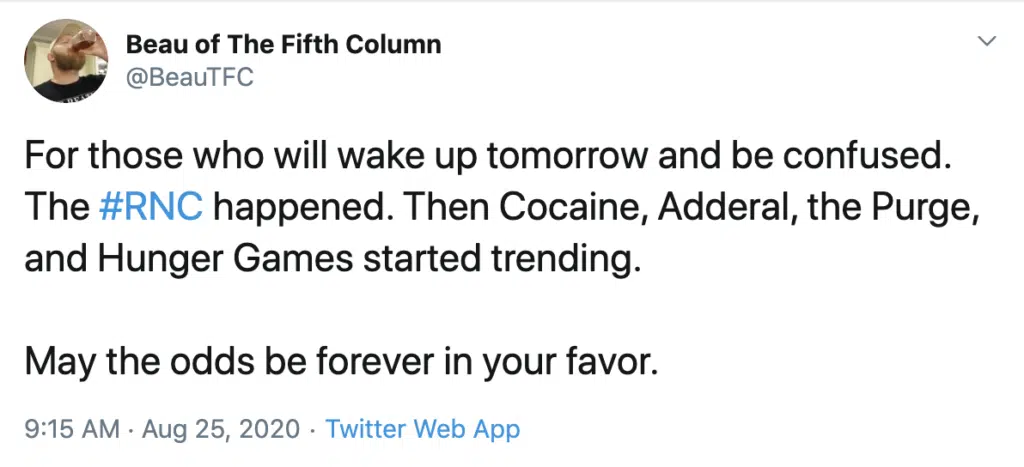 Beau of The Fifth Column
@BeauTFC
For those who will wake up tomorrow and be confused.
The #RNC happened. Then Cocaine, Adderal, the Purge,
and Hunger Games started trending.
May the odds be forever in your favor.
9:15 AM · Aug 25, 2020 · Twitter Web App